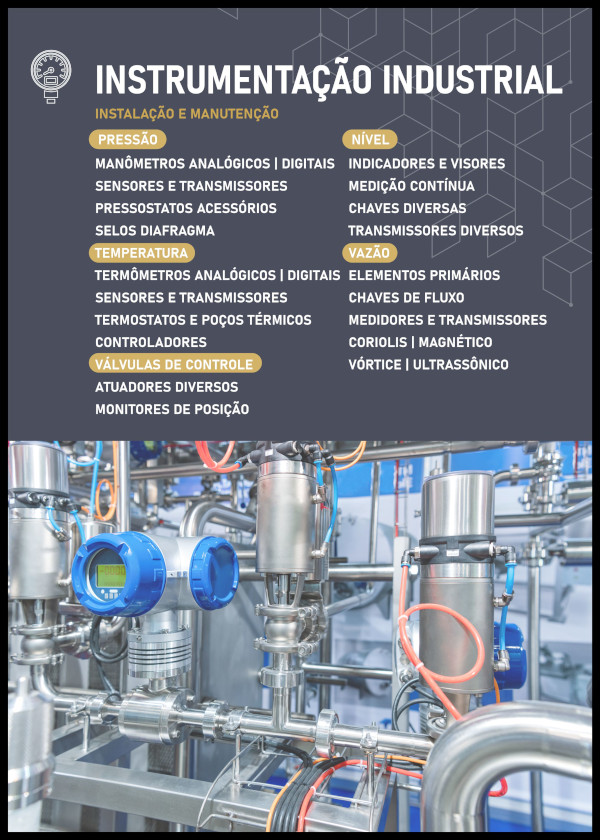 INSTRUMENTAÇÃO INDUSTRIAL
INSTALAÇÃO E MANUTENÇÃO
PRESSÃO
MANÔMETROS ANALÓGICOS | DIGITAIS
SENSORES E TRANSMISSORES
PRESSOSTATOS ACESSÓRIOS
SELOS DIAFRAGMA
TEMPERATURA
TERMÔMETROS ANALÓGICOS | DIGITAIS
SENSORES E TRANSMISSORES
TERMOSTATOS E POÇOS TÉRMICOS
CONTROLADORES
VÁLVULAS DE CONTROLE
ATUADORES DIVERSOS
MONITORES DE POSIÇÃO
NÍVEL
INDICADORES E VISORES
MEDIÇÃO CONTÍNUA
CHAVES DIVERSAS
TRANSMISSORES DIVERSOS
VAZÃO
ELEMENTOS PRIMÁRIOS
CHAVES DE FLUXO
MEDIDORES E TRANSMISSORES
CORIOLIS | MAGNÉTICO
VÓRTICE | ULTRASSÔNICO